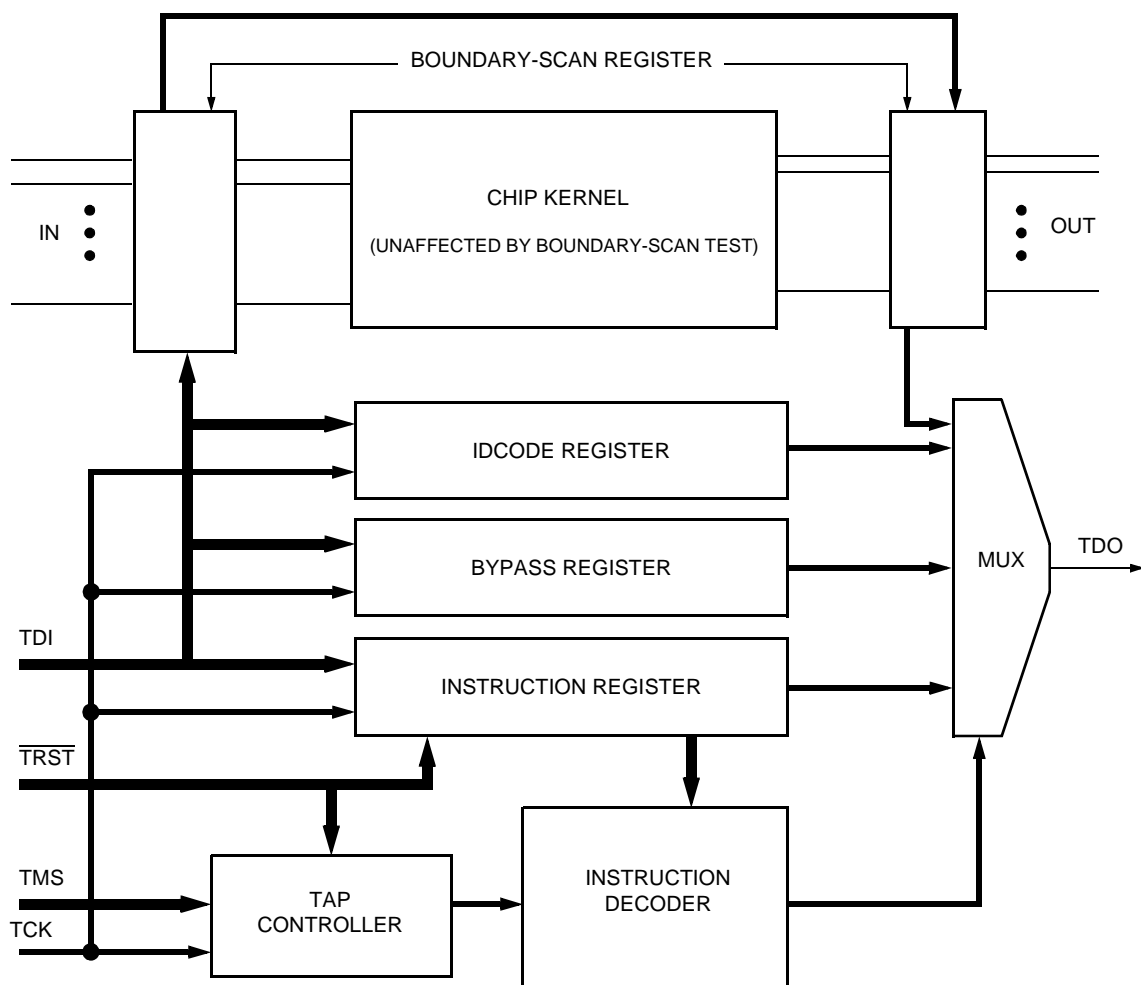 BOUNDARY-SCAN REGISTER
CHIP KERNEL
(UNAFFECTED BY BOUNDARY-SCAN TEST)
IN
OUT
IDCODE REGISTER
BYPASS REGISTER
MUX
TDO
TDI
INSTRUCTION REGISTER
TRST
TMS
TCK
TAP
CONTROLLER
INSTRUCTION
DECODER